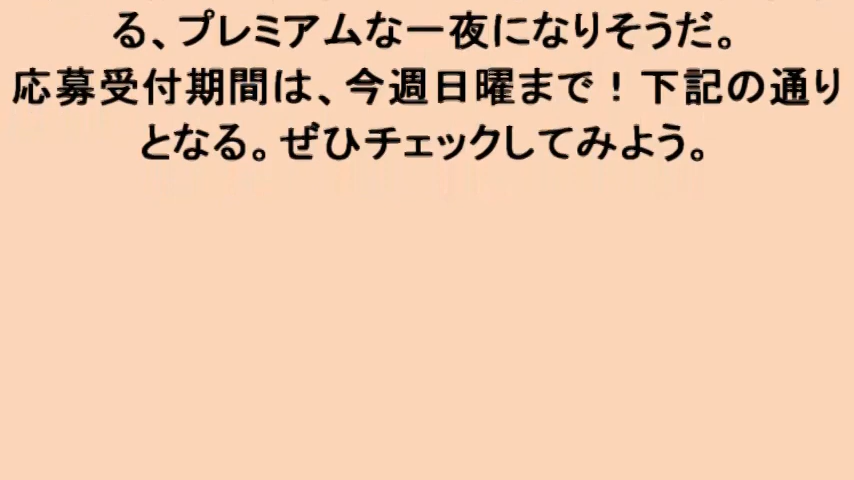 る、プレミアムな一夜になりそうだ。
応募受付期間は、今週日曜まで！下記の通り
となる。ぜひチェックしてみよう。